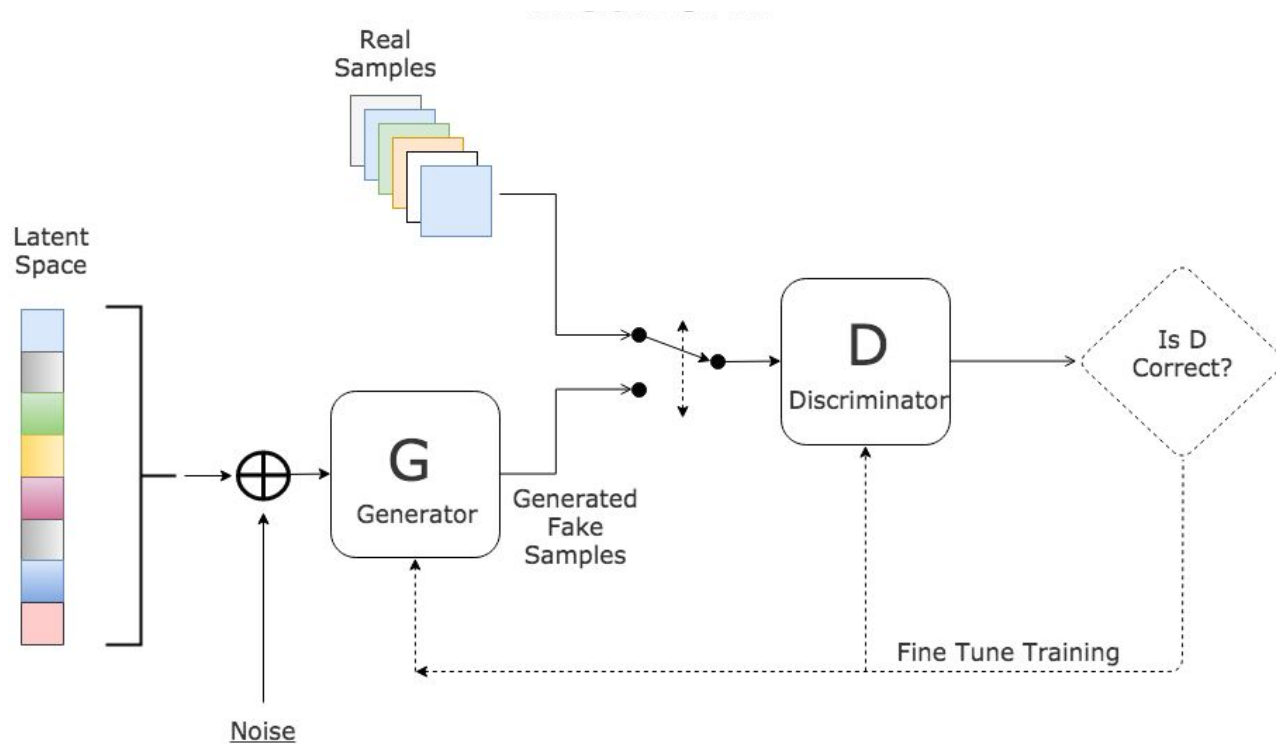 Real
Samples
Latent
Space
Is D
Correct?
D
Discriminator
G
Generator
Generated
Fake
Samples
Fine Tune Training
Noise